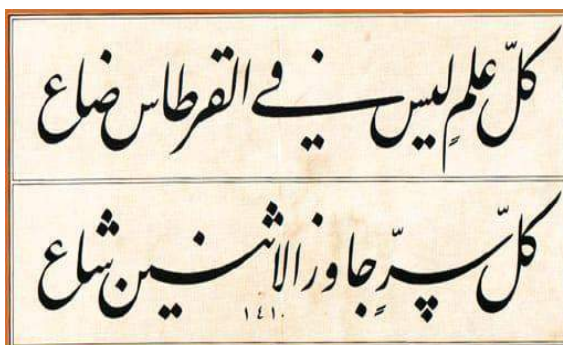 كلّ علمٍ ليس في القرطاس ضاع
كلّ سرٍّ جاوز الاثنين شاع
١٤١٠